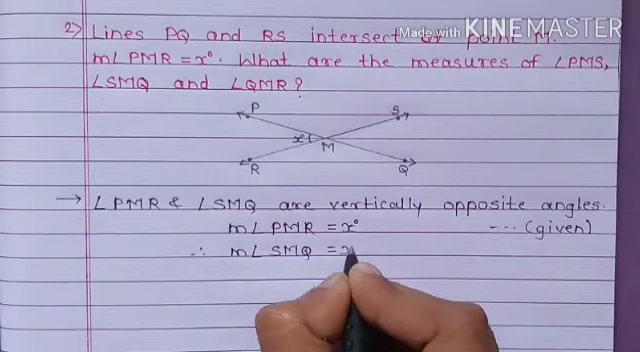 Made with KINEMASTER
2) Lines PQ and RS intersect at point M.
m∠PMR = x°. What are the measures of ∠PMS,
∠SMQ and ∠QMR?
P S
x° M
R Q
→ ∠PMR & ∠SMQ are vertically opposite angles.
m∠PMR = x° --- (given)
∴ m∠SMQ = x